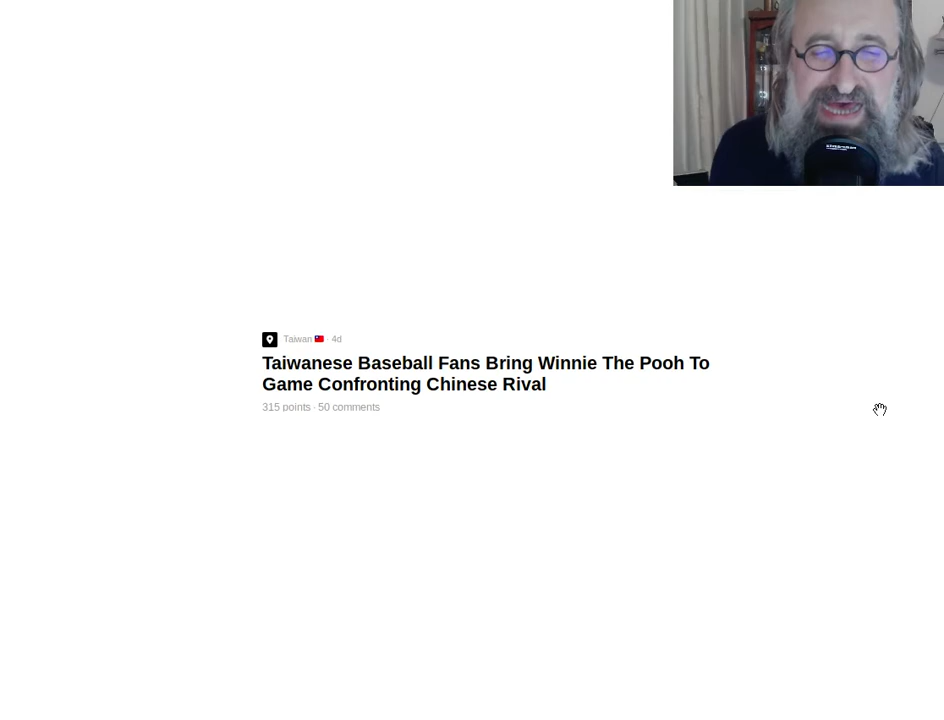 Taiwan 🇹🇼 · 4d
Taiwanese Baseball Fans Bring Winnie The Pooh To
Game Confronting Chinese Rival
315 points · 50 comments